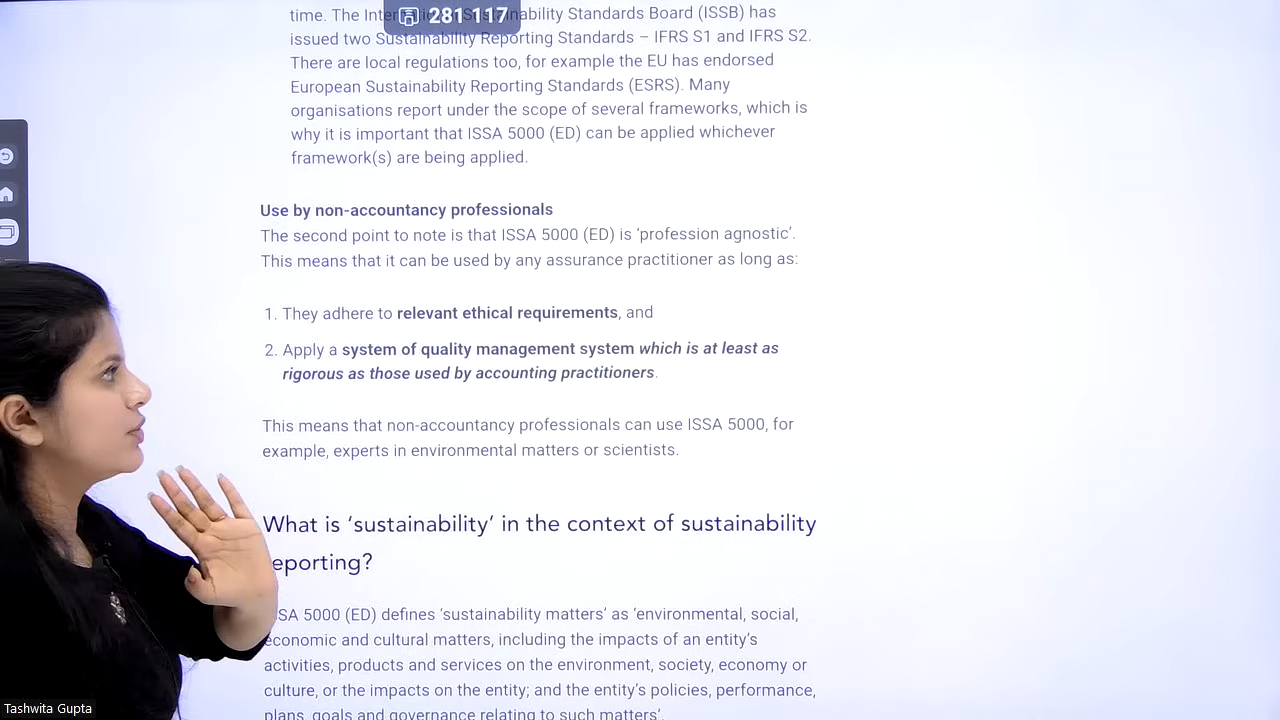 time. The Inter Sustainability Standards Board (ISSB) has
281 117
issued two Sustainability Reporting Standards – IFRS S1 and IFRS S2.
There are local regulations too, for example the EU has endorsed
European Sustainability Reporting Standards (ESRS). Many
organisations report under the scope of several frameworks, which is
why it is important that ISSA 5000 (ED) can be applied whichever
framework(s) are being applied.
Use by non-accountancy professionals
The second point to note is that ISSA 5000 (ED) is ‘profession agnostic’.
This means that it can be used by any assurance practitioner as long as:
1. They adhere to relevant ethical requirements, and
2. Apply a system of quality management system which is at least as
rigorous as those used by accounting practitioners.
This means that non-accountancy professionals can use ISSA 5000, for
example, experts in environmental matters or scientists.
What is ‘sustainability’ in the context of sustainability
eporting?
SA 5000 (ED) defines ‘sustainability matters’ as ‘environmental, social,
economic and cultural matters, including the impacts of an entity’s
activities, products and services on the environment, society, economy or
culture, or the impacts on the entity; and the entity’s policies, performance,
plans, goals and governance relating to such matters’.
Tashwita Gupta